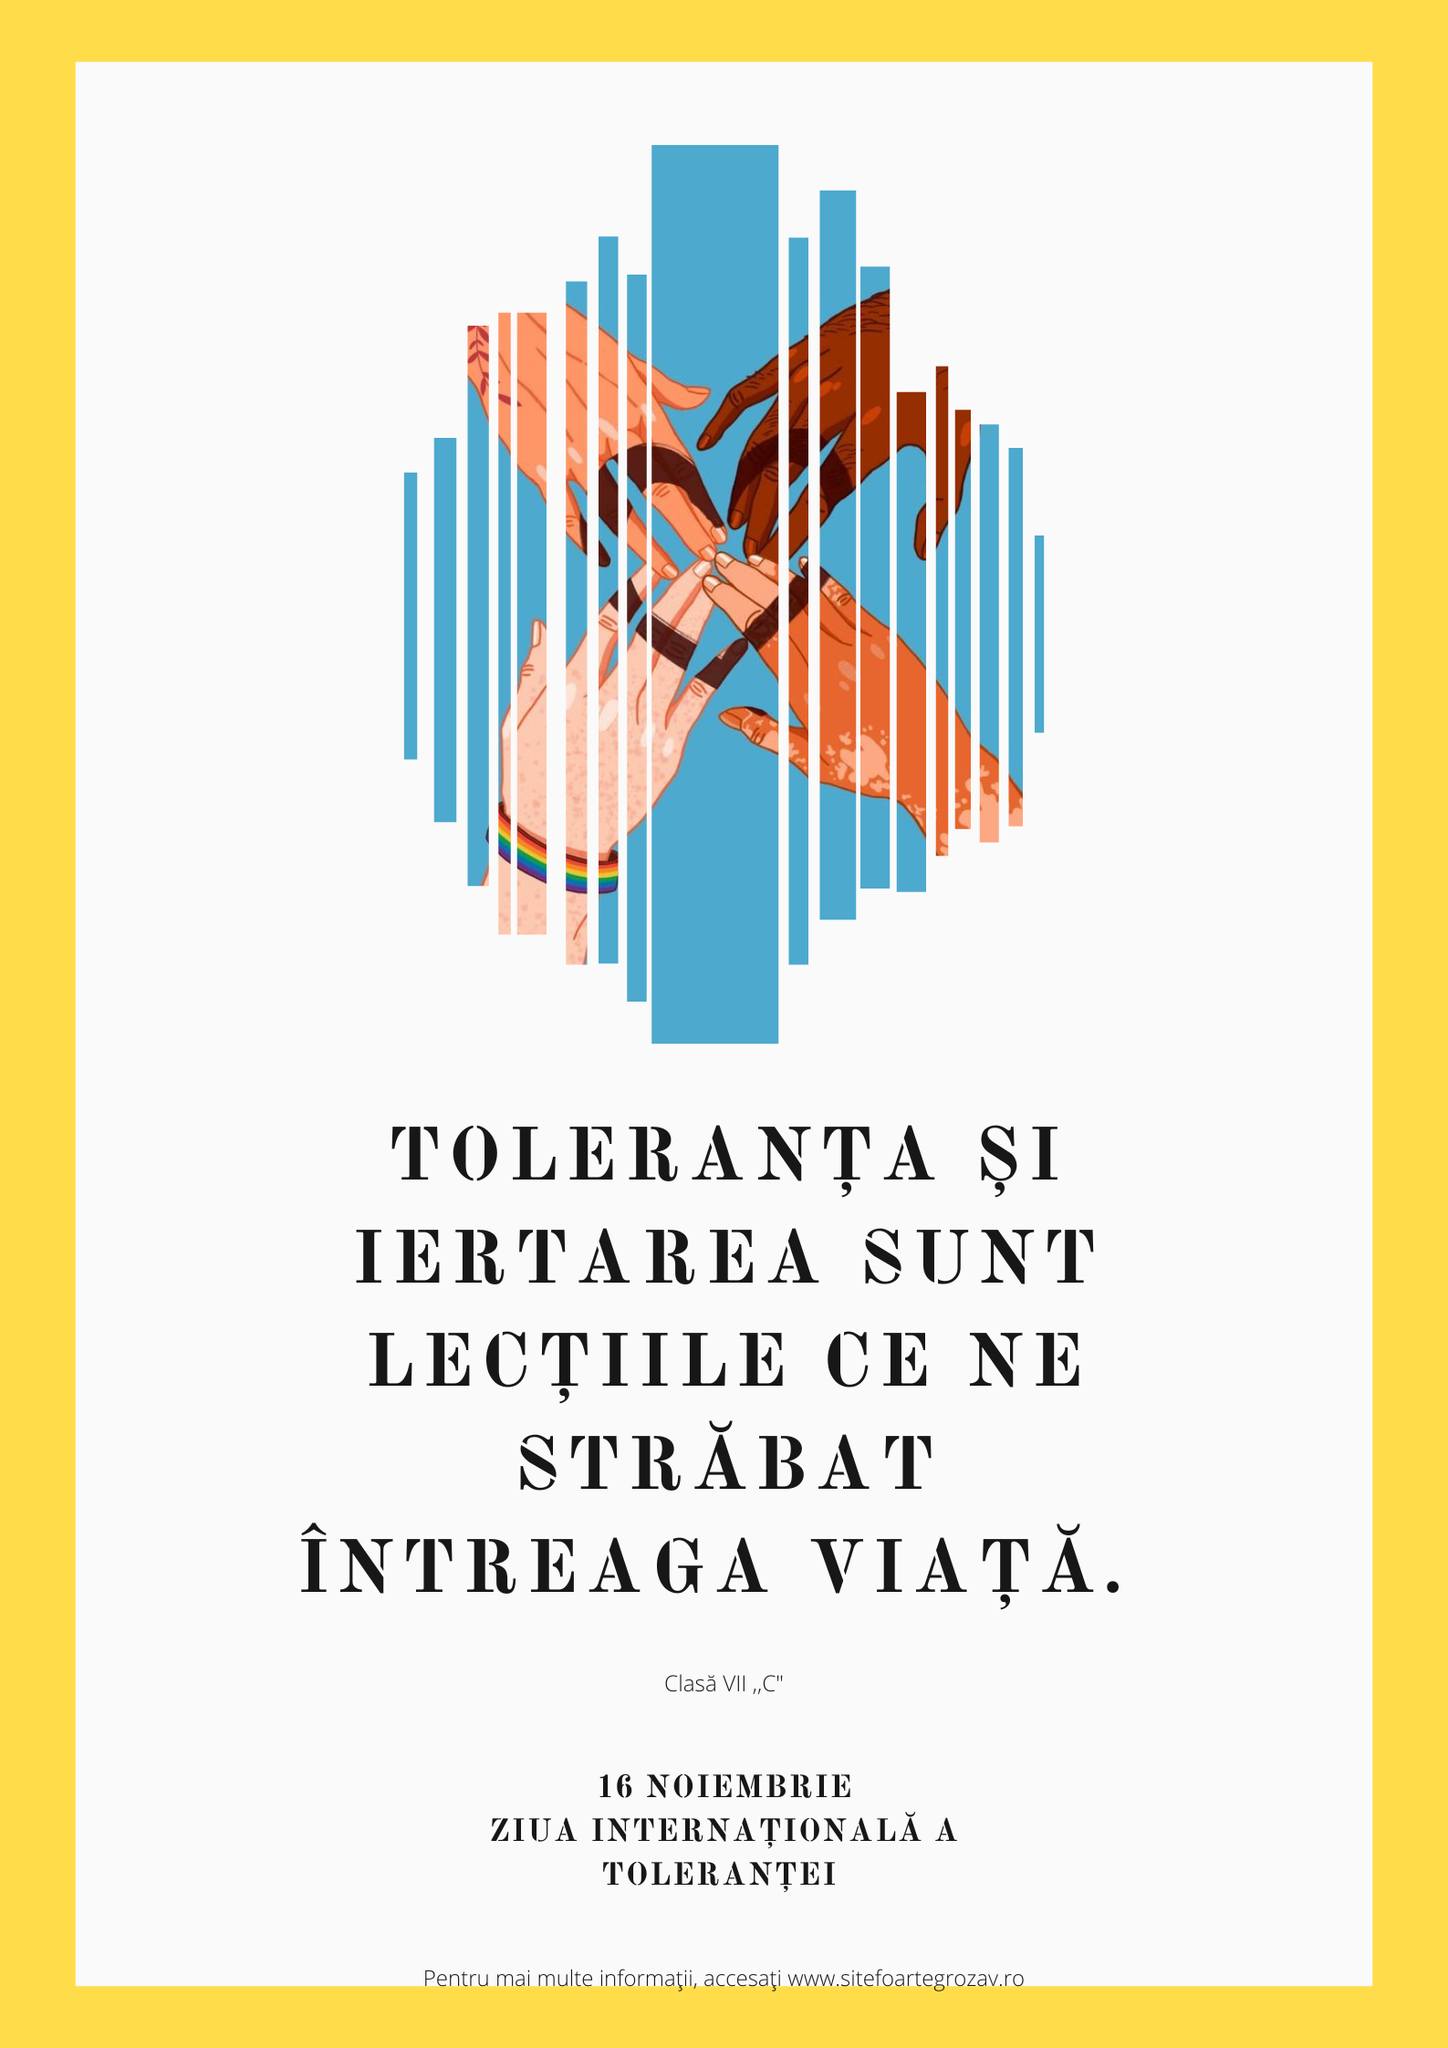 TOLERANȚA ȘI
IERTAREA SUNT
LECȚIILE CE NE
STRĂBAT
ÎNTREAGA VIAȚĂ.
Clasă VII ,,C"
16 NOIEMBRIE
ZIUA INTERNAȚIONALĂ A
TOLERANȚEI
Pentru mai multe informaţii, accesaţi www.sitefoartegrozav.ro